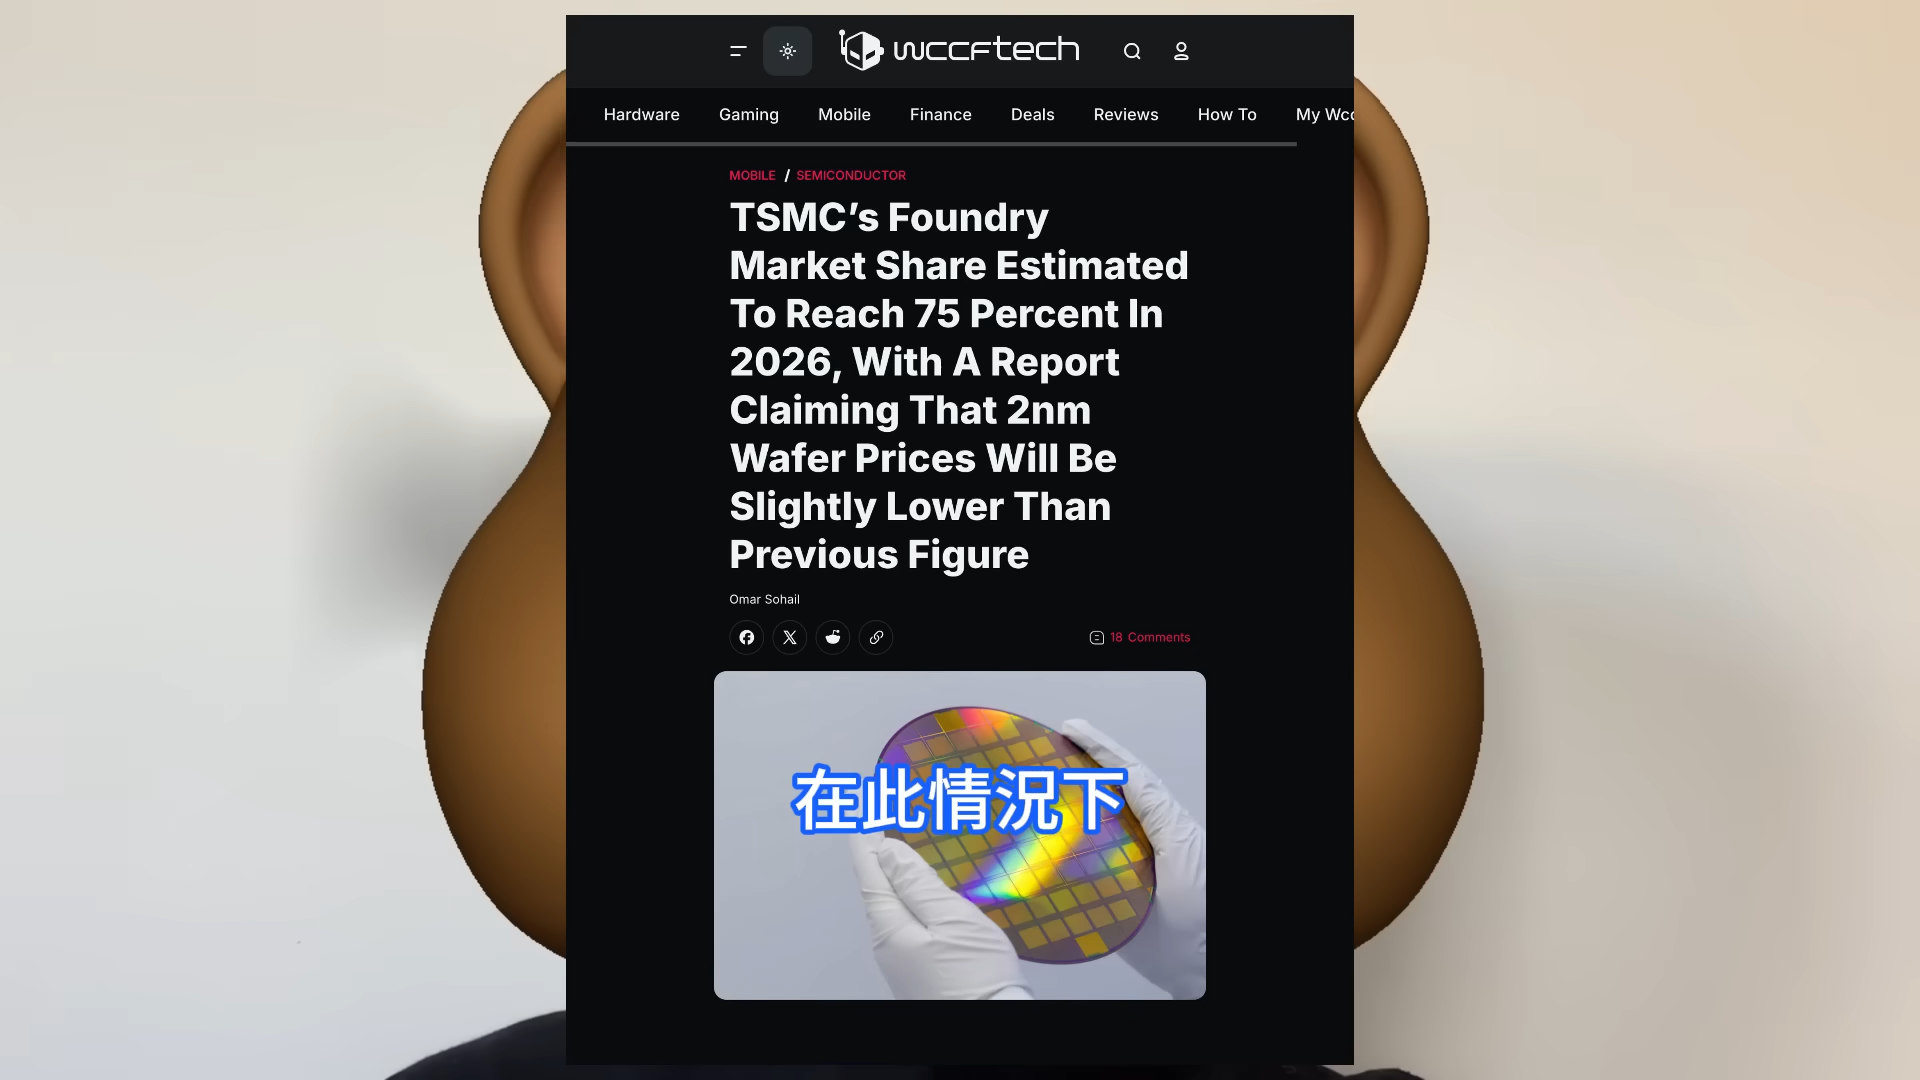 wccftech
Hardware Gaming Mobile Finance Deals Reviews How To My Wcc
MOBILE / SEMICONDUCTOR
TSMC’s Foundry
Market Share Estimated
To Reach 75 Percent In
2026, With A Report
Claiming That 2nm
Wafer Prices Will Be
Slightly Lower Than
Previous Figure
Omar Sohail
18 Comments
在此情況下